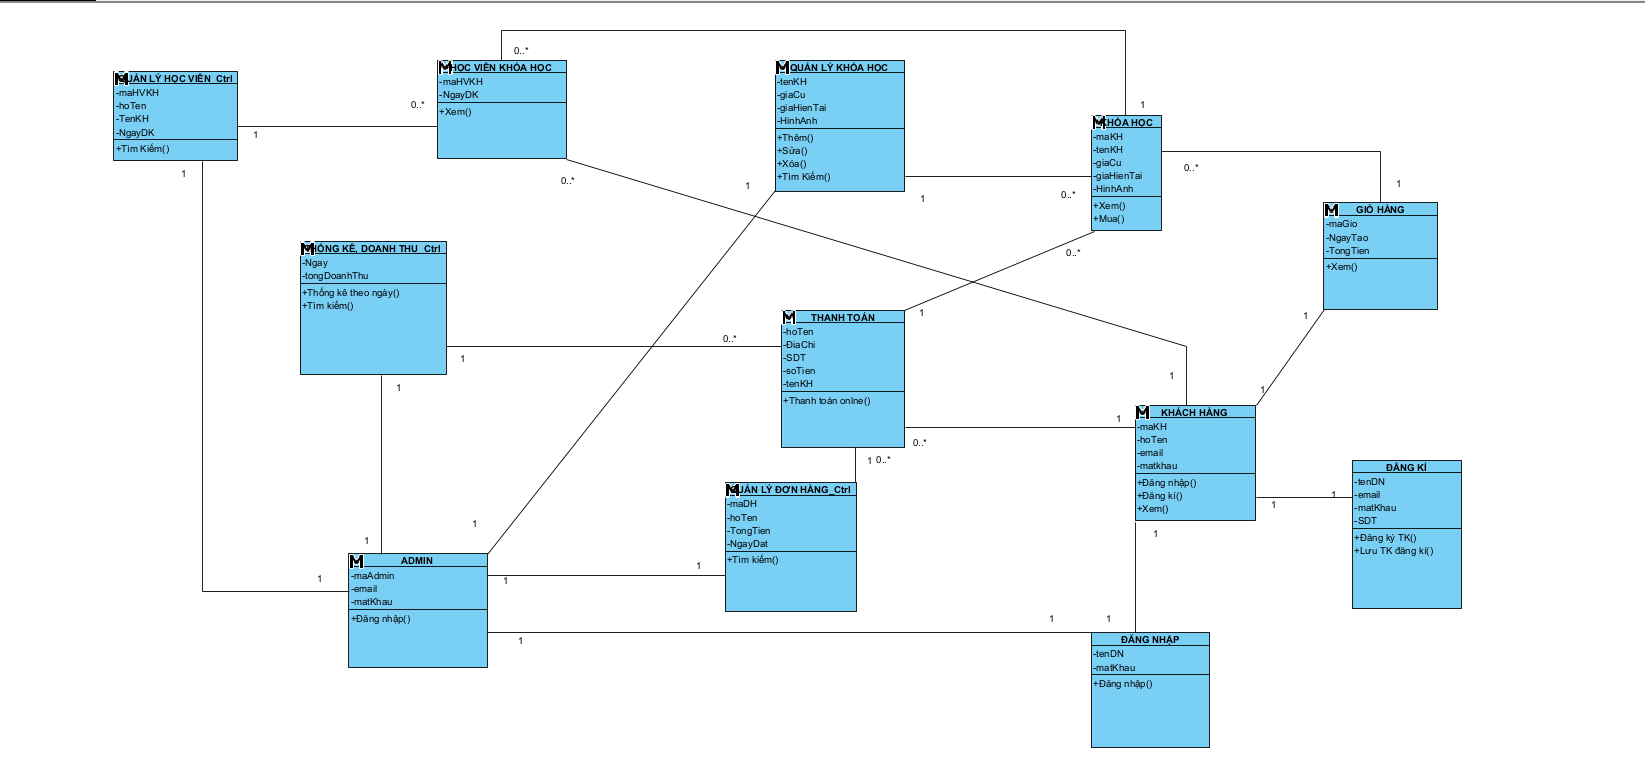 QUẢN LÝ HỌC VIÊN_Ctrl
-maHVKH
-hoTen
-TenKH
-NgayDK
+Tìm Kiếm()
HỌC VIÊN KHÓA HỌC
-maHVKH
-NgayDK
+Xem()
QUẢN LÝ KHÓA HỌC
-tenKH
-giaCu
-giaHienTai
-HinhAnh
+Thêm()
+Sửa()
+Xóa()
+Tìm Kiếm()
KHÓA HỌC
-maKH
-tenKH
-giaCu
-giaHienTai
-HinhAnh
+Xem()
+Mua()
GIỎ HÀNG
-maGio
-NgayTao
-TongTien
+Xem()
THỐNG KÊ, DOANH THU_Ctrl
-Ngay
-tongDoanhThu
+Thống kê theo ngày()
+Tìm kiếm()
THANH TOÁN
-hoTen
-ĐiaChi
-SDT
-soTien
-tenKH
+Thanh toán onlne()
KHÁCH HÀNG
-maKH
-hoTen
-email
-matkhau
+Đăng nhập()
+Đăng kí()
+Xem()
ĐĂNG KÍ
-tenDN
-email
-matKhau
-SDT
+Đăng ký TK()
+Lưu TK đăng kí()
QUẢN LÝ ĐƠN HÀNG_Ctrl
-maDH
-hoTen
-TongTien
-NgayDat
+Tìm kiếm()
ADMIN
-maAdmin
-email
-matKhau
+Đăng nhập()
ĐĂNG NHẬP
-tenDN
-matKhau
+Đăng nhập()
0..*
0..*
1
1
0..*
1
1
0..*
1
0..*
1
0..*
1
1
0..*
1
1
1
1
0..*
1
1
0..*
1
1
1
1
1
1
1
1
1
1
1
1
1